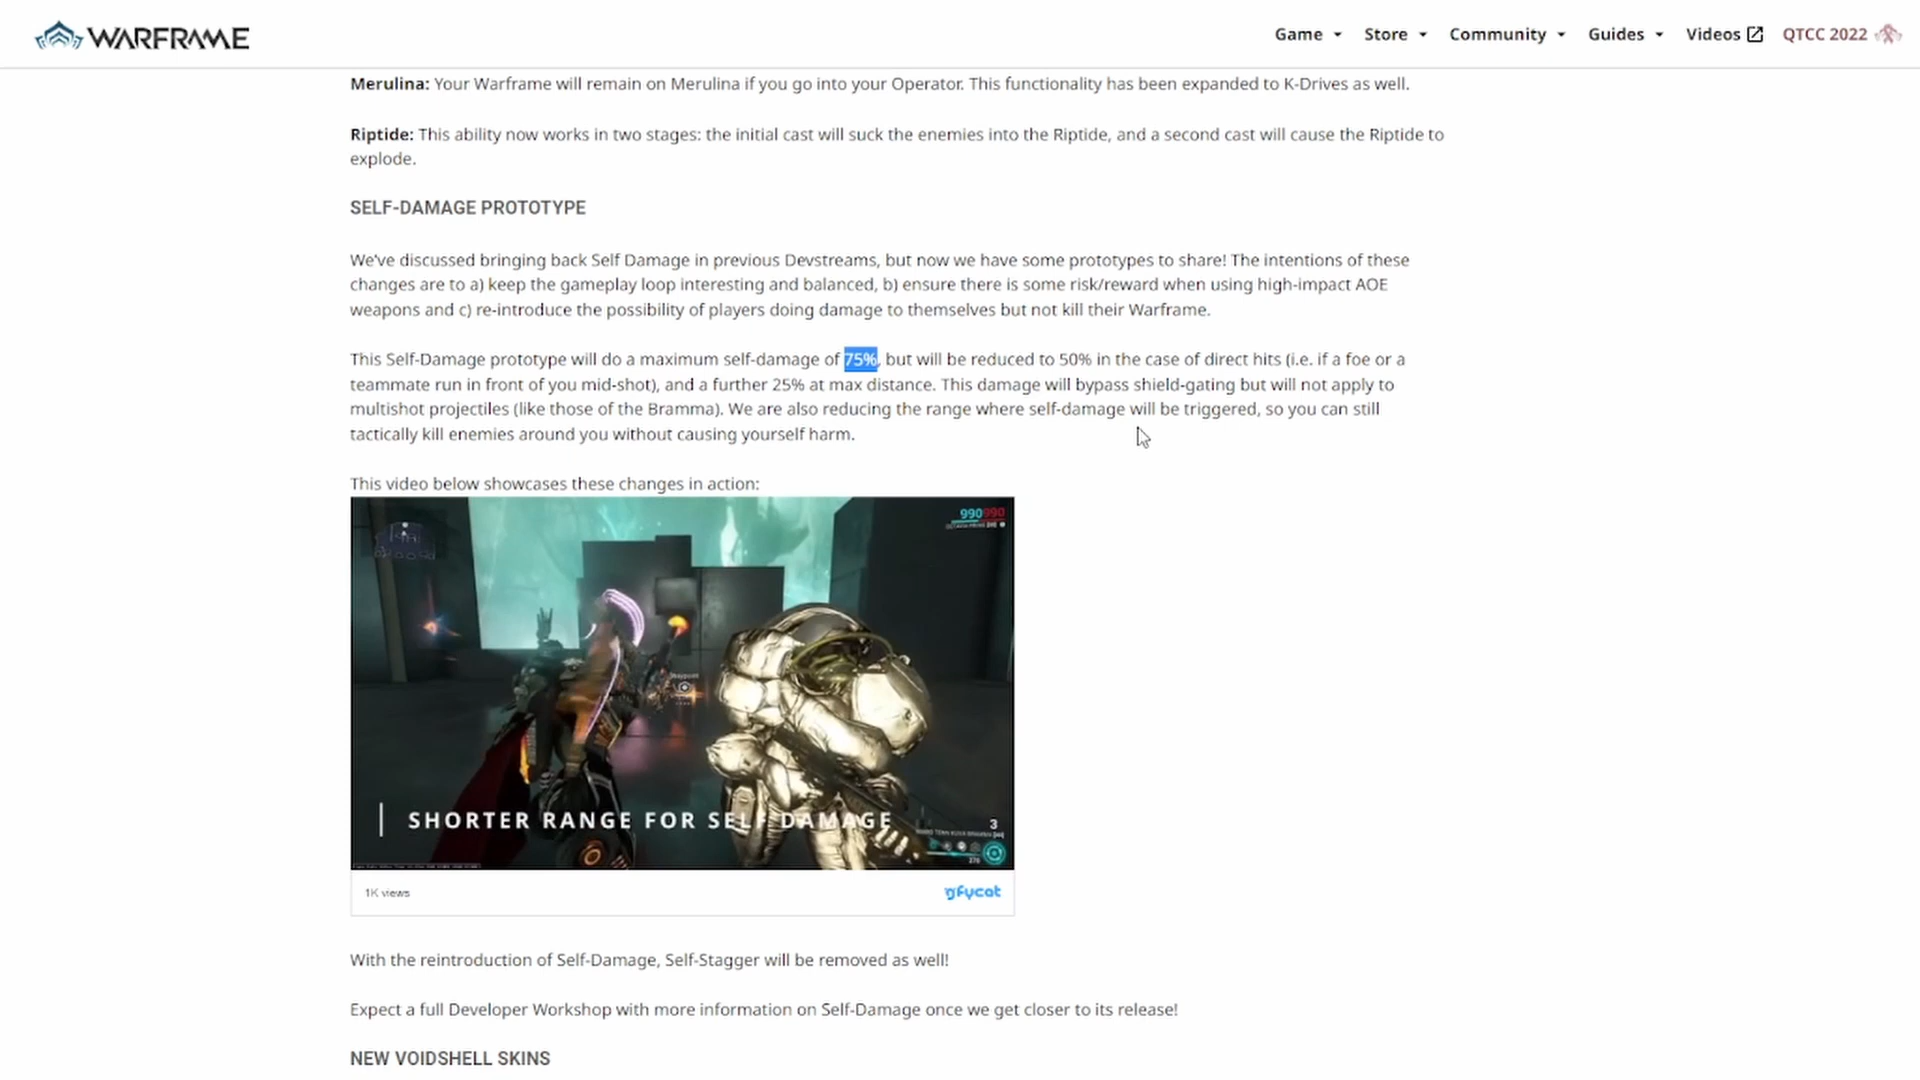 WARFRAME
Game Store Community Guides Videos QTCC 2022
Merulina: Your Warframe will remain on Merulina if you go into your Operator. This functionality has been expanded to K-Drives as well.
Riptide: This ability now works in two stages: the initial cast will suck the enemies into the Riptide, and a second cast will cause the Riptide to
explode.
SELF-DAMAGE PROTOTYPE
We've discussed bringing back Self Damage in previous Devstreams, but now we have some prototypes to share! The intentions of these
changes are to a) keep the gameplay loop interesting and balanced, b) ensure there is some risk/reward when using high-impact AOE
weapons and c) re-introduce the possibility of players doing damage to themselves but not kill their Warframe.
This Self-Damage prototype will do a maximum self-damage of 75%, but will be reduced to 50% in the case of direct hits (i.e. if a foe or a
teammate run in front of you mid-shot), and a further 25% at max distance. This damage will bypass shield-gating but will not apply to
multishot projectiles (like those of the Bramma). We are also reducing the range where self-damage will be triggered, so you can still
tactically kill enemies around you without causing yourself harm.
This video below showcases these changes in action:
990 990
Waypoint
SHORTER RANGE FOR SELF DAMAGE
3
270
1K views
gfycat
With the reintroduction of Self-Damage, Self-Stagger will be removed as well!
Expect a full Developer Workshop with more information on Self-Damage once we get closer to its release!
NEW VOIDSHELL SKINS